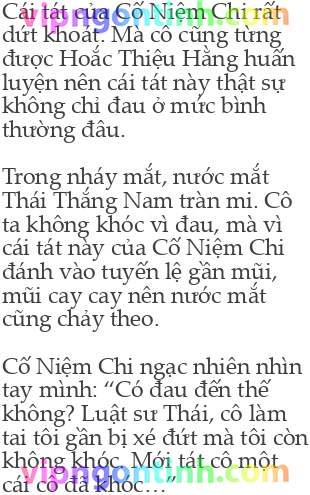 Cái tát của Cố Niệm Chi rất
dứt khoát. Mà cô cũng từng
được Hoắc Thiệu Hằng huấn
luyện nên cái tát này thật sự
không chỉ đau ở mức bình
thường đâu.
Trong nháy mắt, nước mắt
Thái Thắng Nam tràn mi. Cô
ta không khóc vì đau, mà vì
cái tát này của Cố Niệm Chi
đánh vào tuyến lệ gần mũi,
mũi cay cay nên nước mắt
cũng chảy theo.
Cố Niệm Chi ngạc nhiên nhìn
tay mình: “Có đau đến thế
không? Luật sư Thái, cô làm
tai tôi gần bị xé đứt mà tôi còn
không khóc. Mới tát cô một
cái cô đã khóc…”
vipngontinh.com
vipngontinh.com